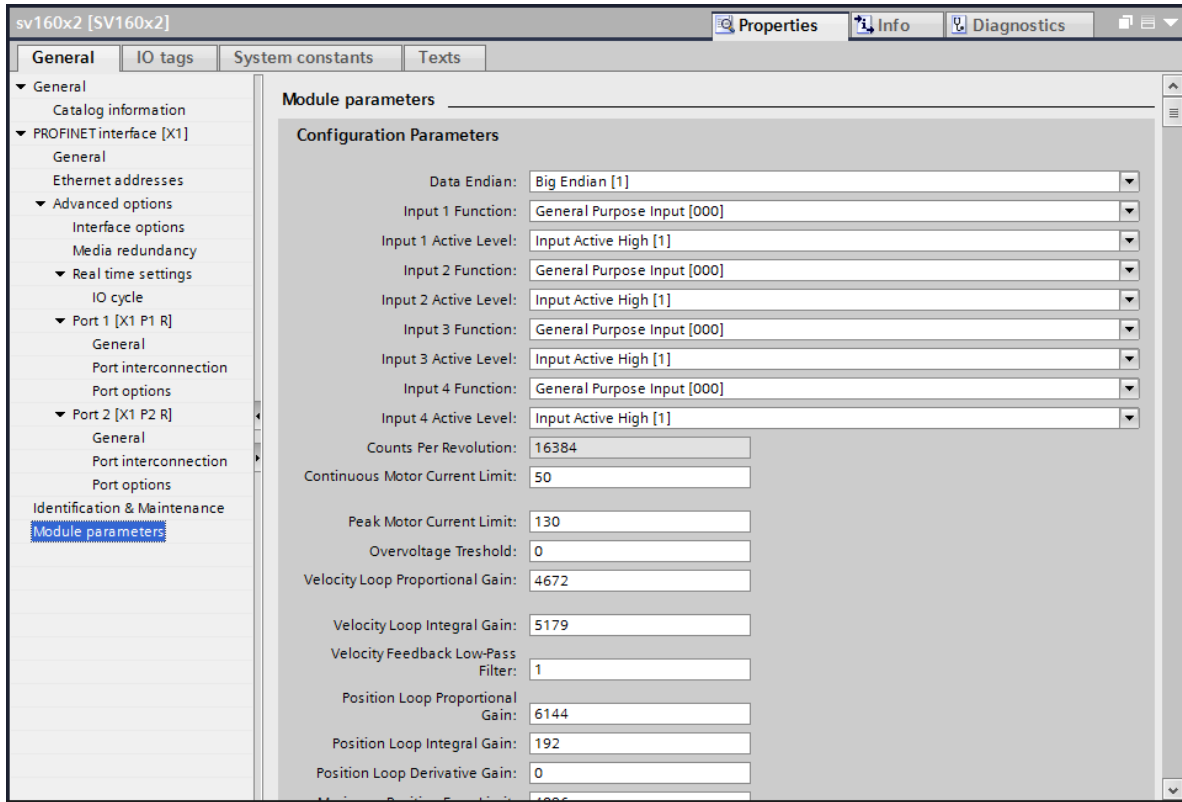 sv160x2 [SV160x2]
Properties
Info
Diagnostics
General
IO tags
System constants
Texts
General
Catalog information
PROFINET interface [X1]
General
Ethernet addresses
Advanced options
Interface options
Media redundancy
Real time settings
IO cycle
Port 1 [X1 P1 R]
General
Port interconnection
Port options
Port 2 [X1 P2 R]
General
Port interconnection
Port options
Identification & Maintenance
Module parameters
Module parameters
Configuration Parameters
Data Endian: Big Endian [1]
Input 1 Function: General Purpose Input [000]
Input 1 Active Level: Input Active High [1]
Input 2 Function: General Purpose Input [000]
Input 2 Active Level: Input Active High [1]
Input 3 Function: General Purpose Input [000]
Input 3 Active Level: Input Active High [1]
Input 4 Function: General Purpose Input [000]
Input 4 Active Level: Input Active High [1]
Counts Per Revolution: 16384
Continuous Motor Current Limit: 50
Peak Motor Current Limit: 130
Overvoltage Treshold: 0
Velocity Loop Proportional Gain: 4672
Velocity Loop Integral Gain: 5179
Velocity Feedback Low-Pass
Filter: 1
Position Loop Proportional
Gain: 6144
Position Loop Integral Gain: 192
Position Loop Derivative Gain: 0